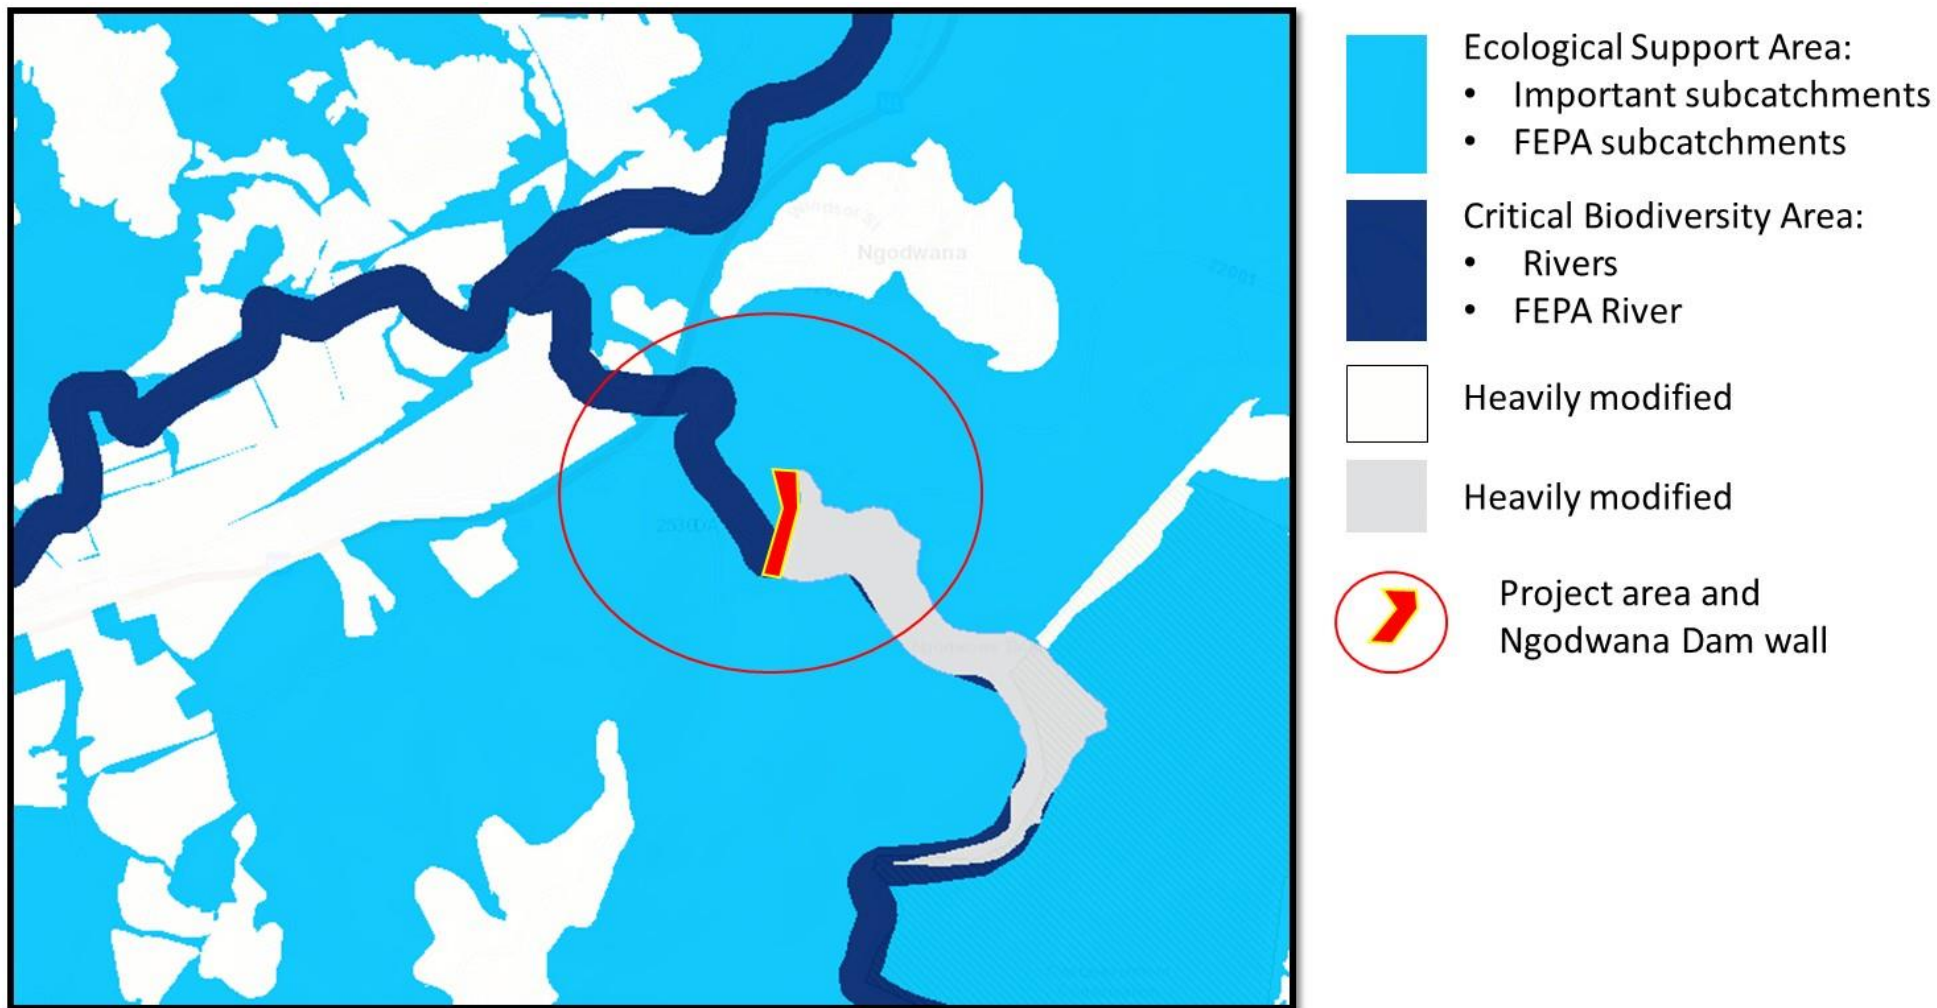 Ecological Support Area:
• Important subcatchments
• FEPA subcatchments
Critical Biodiversity Area:
• Rivers
• FEPA River
Heavily modified
Heavily modified
Project area and
Ngodwana Dam wall
Ngodwana